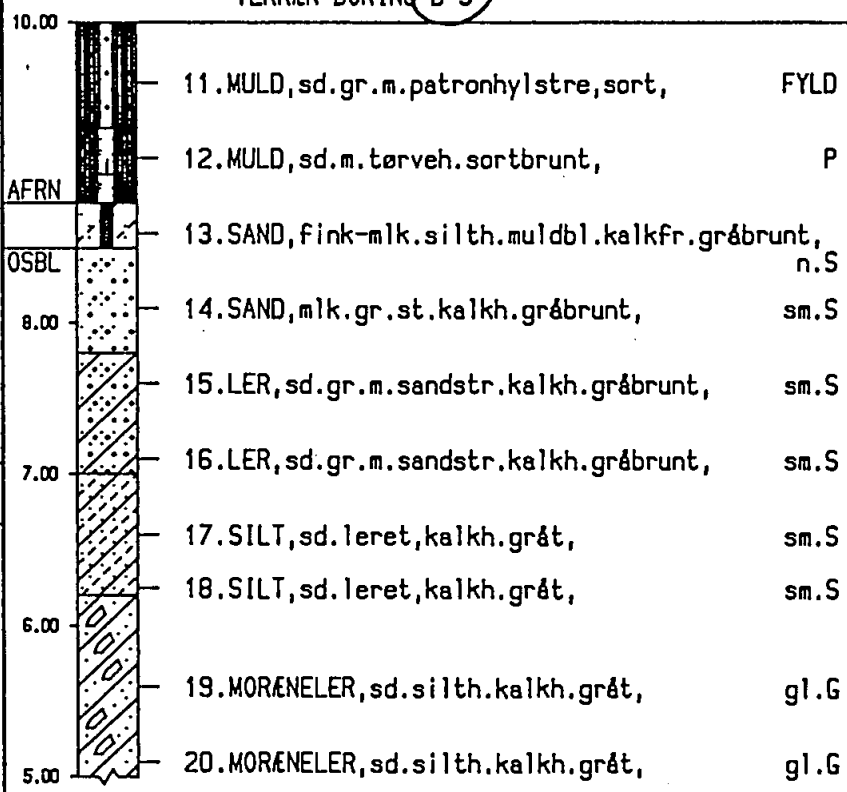 10.00
11.MULD,sd.gr.m.patronhylstre,sort, FYLD
12.MULD,sd.m.tørveh.sortbrunt, P
AFRN
13.SAND,fink-mlk.silth.muldbl.kalkfr.gråbrunt,
OSBL n.S
14.SAND,mlk.gr.st.kalkh.gråbrunt, sm.S
8.00
15.LER,sd.gr.m.sandstr.kalkh.gråbrunt, sm.S
16.LER,sd.gr.m.sandstr.kalkh.gråbrunt, sm.S
7.00
17.SILT,sd.leret,kalkh.gråt, sm.S
18.SILT,sd.leret,kalkh.gråt, sm.S
6.00
19.MORÆNELER,sd.silth.kalkh.gråt, gl.G
20.MORÆNELER,sd.silth.kalkh.gråt, gl.G
5.00